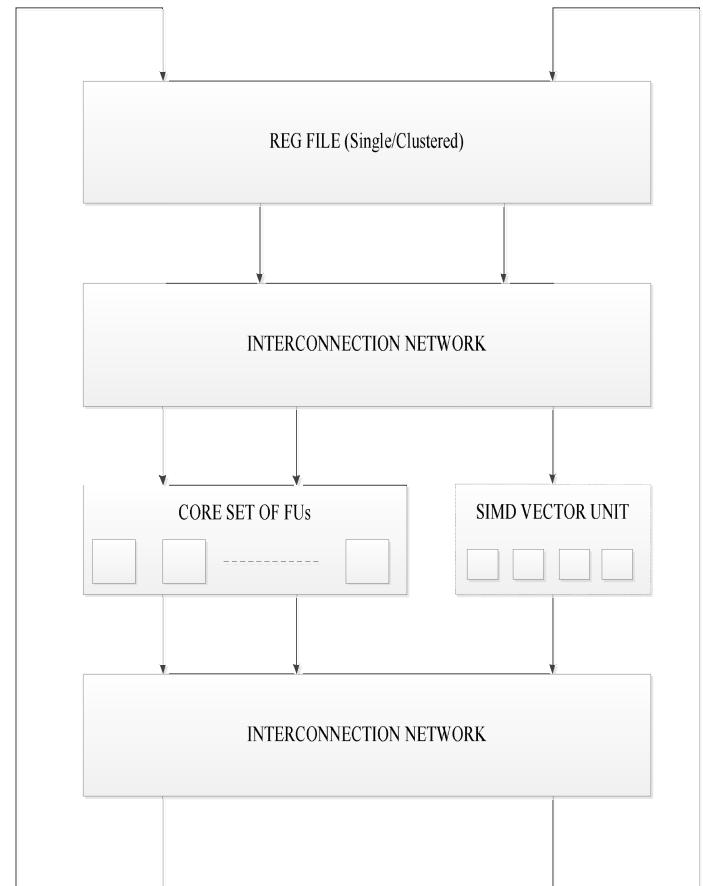 REG FILE (Single/Clustered)
INTERCONNECTION NETWORK
CORE SET OF FUs
SIMD VECTOR UNIT
INTERCONNECTION NETWORK